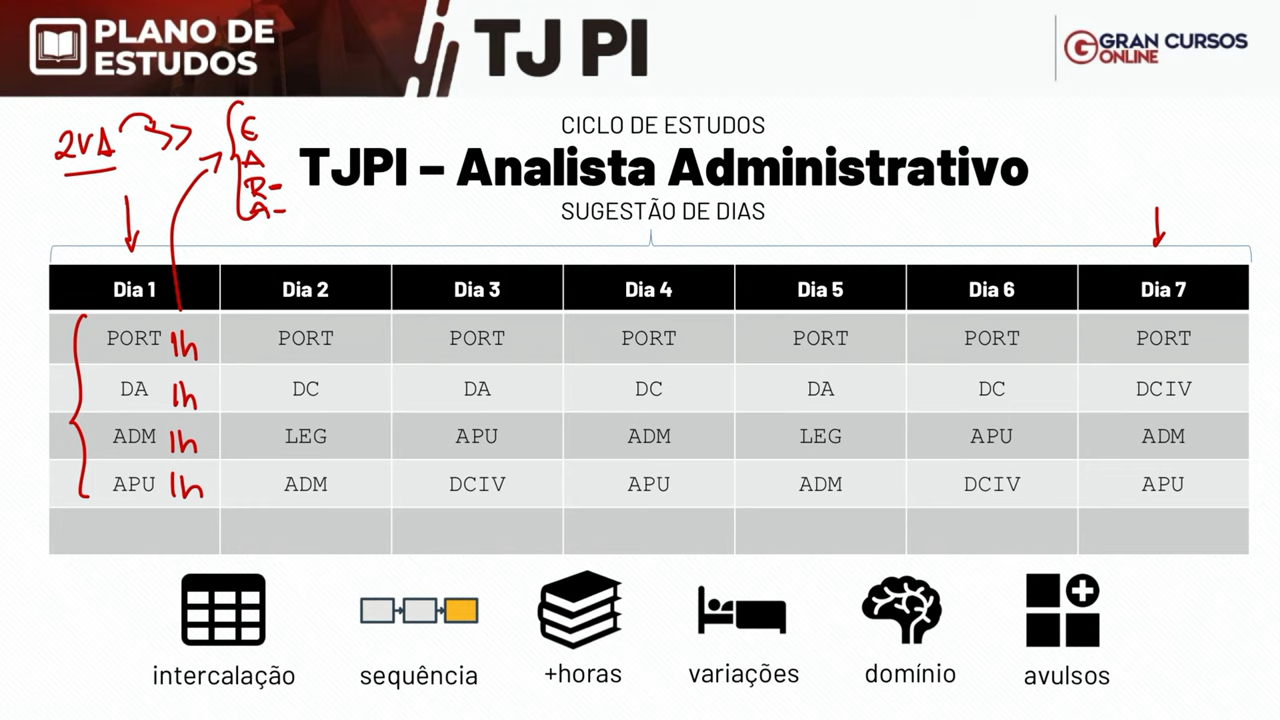 PLANO DE
ESTUDOS
TJ PI
GRAN CURSOS
ONLINE
CICLO DE ESTUDOS
TJPI – Analista Administrativo
SUGESTÃO DE DIAS
E
A
R-
A-
Dia 1 Dia 2 Dia 3 Dia 4 Dia 5 Dia 6 Dia 7
PORT 1h PORT PORT PORT PORT PORT PORT
DA 1h DC DA DC DA DC DCIV
ADM 1h LEG APU ADM LEG APU ADM
APU 1h ADM DCIV APU ADM DCIV APU
intercalação sequência +horas variações domínio avulsos